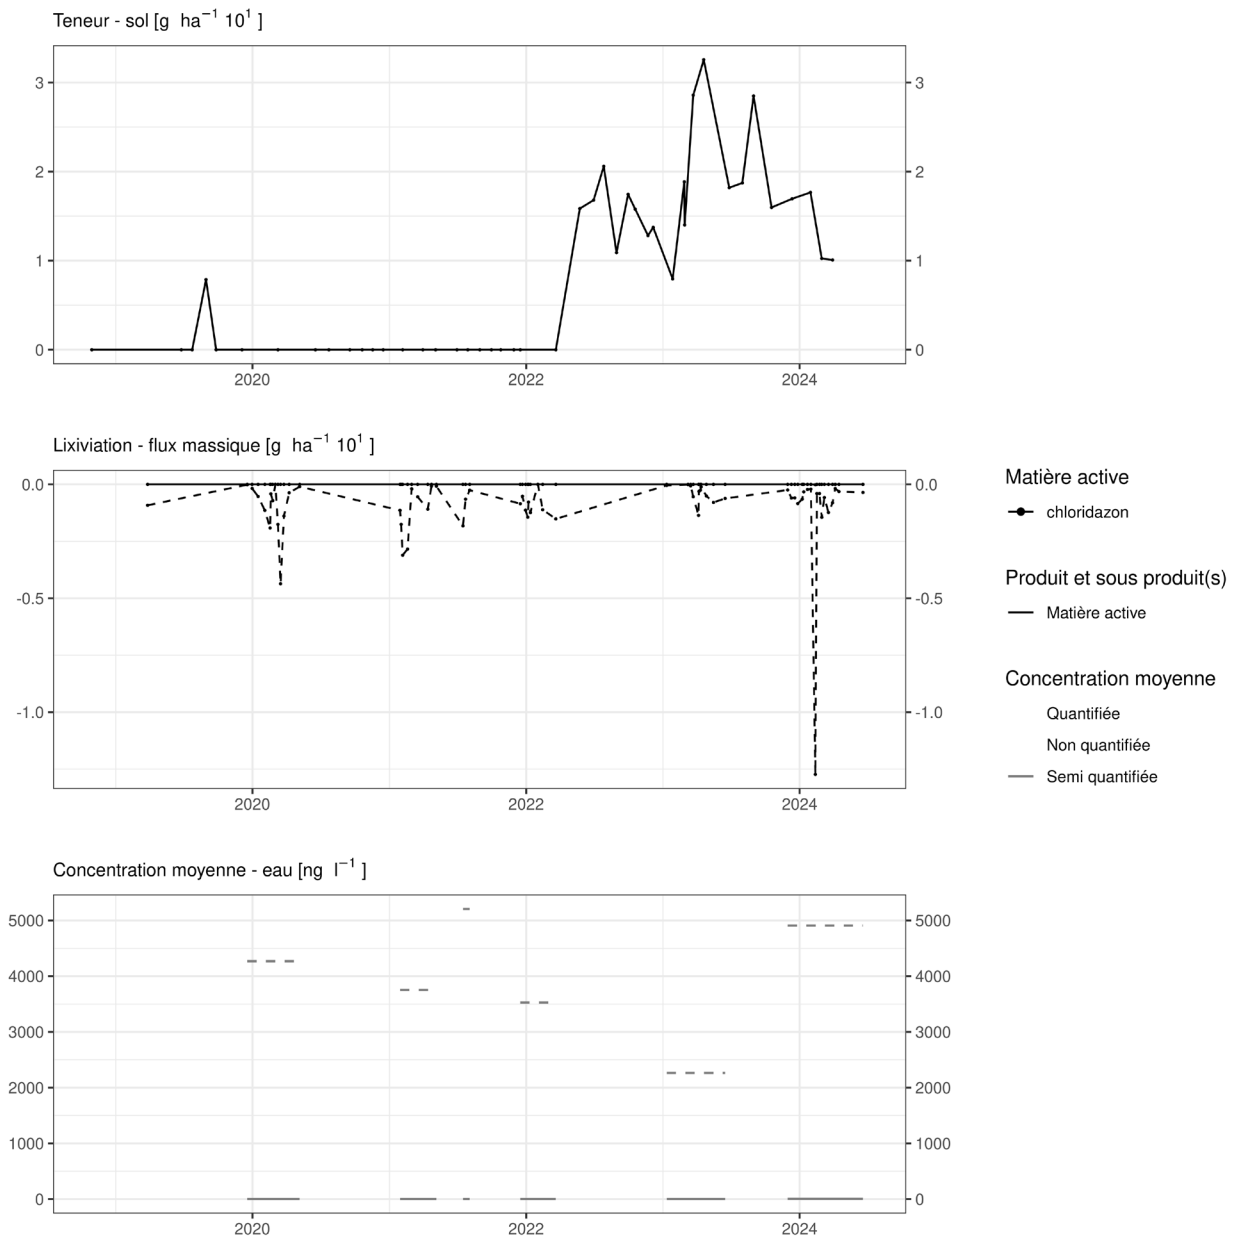 Teneur - sol [g ha⁻¹ 10¹ ]
3 3
2 2
1 1
0 0
2020 2022 2024
Lixiviation - flux massique [g ha⁻¹ 10¹ ]
0.0 0.0
-0.5 -0.5
-1.0 -1.0
2020 2022 2024
Matière active
chloridazon
Produit et sous produit(s)
Matière active
Concentration moyenne
Quantifiée
Non quantifiée
Semi quantifiée
Concentration moyenne - eau [ng l⁻¹ ]
5000 5000
4000 4000
3000 3000
2000 2000
1000 1000
0 0
2020 2022 2024